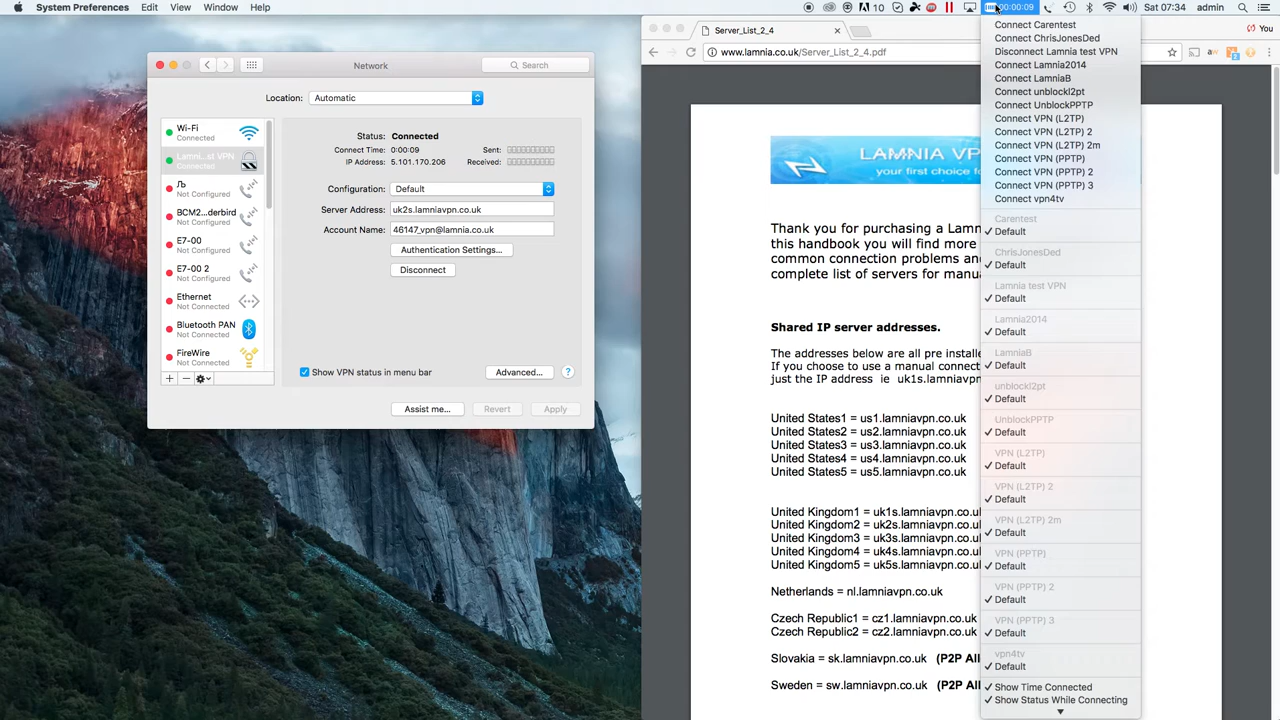 System Preferences Edit View Window Help
10 0:00:09 Sat 07:34 admin
Network
Search
Location: Automatic
Wi-Fi
Connected
Lamni...st VPN
Connected
Љ
Not Configured
BCM2...derbird
Not Configured
E7-00
Not Configured
E7-00 2
Not Configured
Ethernet
Not Connected
Bluetooth PAN
Not Connected
FireWire
Not Connected
Status: Connected
Connect Time: 0:00:09 Sent:
IP Address: 5.101.170.206 Received:
Configuration: Default
Server Address: uk2s.lamniavpn.co.uk
Account Name: 46147_vpn@lamnia.co.uk
Authentication Settings...
Disconnect
Show VPN status in menu bar
Advanced... ?
Assist me... Revert Apply
Server_List_2_4
You
www.lamnia.co.uk/Server_List_2_4.pdf
LAMNIA VP
your first choice fo
Thank you for purchasing a Lamn
this handbook you will find more
common connection problems and
complete list of servers for manu
Shared IP server addresses.
The addresses below are all pre installe
If you choose to use a manual connect
just the IP address ie uk1s.lamniavpn
United States1 = us1.lamniavpn.co.uk
United States2 = us2.lamniavpn.co.uk
United States3 = us3.lamniavpn.co.uk
United States4 = us4.lamniavpn.co.uk
United States5 = us5.lamniavpn.co.uk
United Kingdom1 = uk1s.lamniavpn.co.u
United Kingdom2 = uk2s.lamniavpn.co.u
United Kingdom3 = uk3s.lamniavpn.co.u
United Kingdom4 = uk4s.lamniavpn.co.u
United Kingdom5 = uk5s.lamniavpn.co.u
Netherlands = nl.lamniavpn.co.uk
Czech Republic1 = cz1.lamniavpn.co.uk
Czech Republic2 = cz2.lamniavpn.co.uk
Slovakia = sk.lamniavpn.co.uk (P2P All
Sweden = sw.lamniavpn.co.uk (P2P All
Connect Carentest
Connect ChrisJonesDed
Disconnect Lamnia test VPN
Connect Lamnia2014
Connect LamniaB
Connect unblockl2pt
Connect UnblockPPTP
Connect VPN (L2TP)
Connect VPN (L2TP) 2
Connect VPN (L2TP) 2m
Connect VPN (PPTP)
Connect VPN (PPTP) 2
Connect VPN (PPTP) 3
Connect vpn4tv
Carentest
✓ Default
ChrisJonesDed
✓ Default
Lamnia test VPN
✓ Default
Lamnia2014
✓ Default
LamniaB
✓ Default
unblockl2pt
✓ Default
UnblockPPTP
✓ Default
VPN (L2TP)
✓ Default
VPN (L2TP) 2
✓ Default
VPN (L2TP) 2m
✓ Default
VPN (PPTP)
✓ Default
VPN (PPTP) 2
✓ Default
VPN (PPTP) 3
✓ Default
vpn4tv
✓ Default
✓ Show Time Connected
✓ Show Status While Connecting